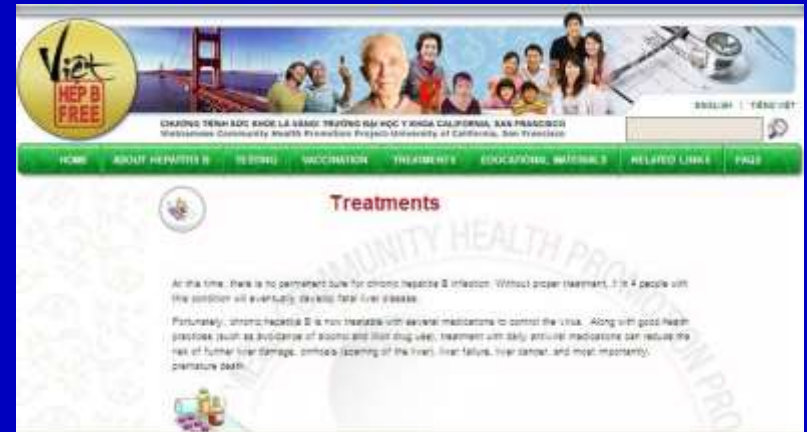 Việt
HEP B
FREE
CHƯƠNG TRÌNH SỨC KHỎE LÀ VÀNG! TRƯỜNG ĐẠI HỌC Y KHOA CALIFORNIA, SAN FRANCISCO
Vietnamese Community Health Promotion Project-University of California, San Francisco
ENGLISH | TIẾNG VIỆT
HOME ABOUT HEPATITIS B TESTING VACCINATION TREATMENTS EDUCATIONAL MATERIALS RELATED LINKS FAQS
Treatments
At this time, there is no permanent cure for chronic hepatitis B infection. Without proper treatment, 1 in 4 people with
this condition will eventually develop fatal liver disease.
Fortunately, chronic hepatitis B is now treatable with several medications to control the virus. Along with good health
practices (such as avoidance of alcohol and illicit drug use), treatment with daily antiviral medications can reduce the
risk of further liver damage, cirrhosis (scarring of the liver), liver failure, liver cancer, and most importantly,
premature death.
COMMUNITY HEALTH PROMOTION PRO